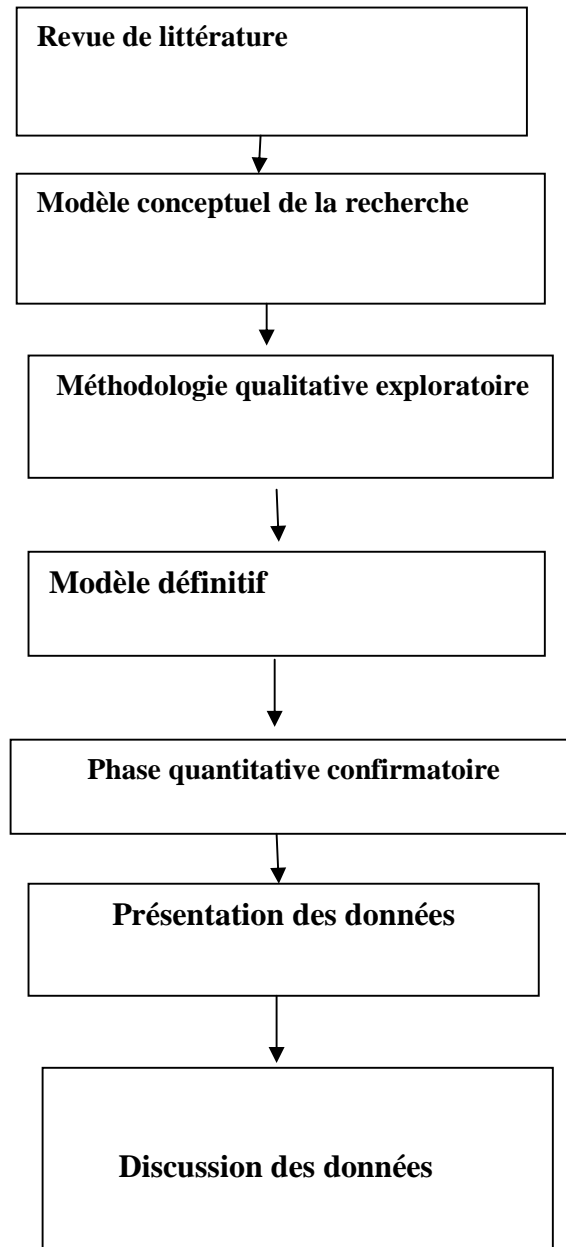 Revue de littérature
Modèle conceptuel de la recherche
Méthodologie qualitative exploratoire
Modèle définitif
Phase quantitative confirmatoire
Présentation des données
Discussion des données